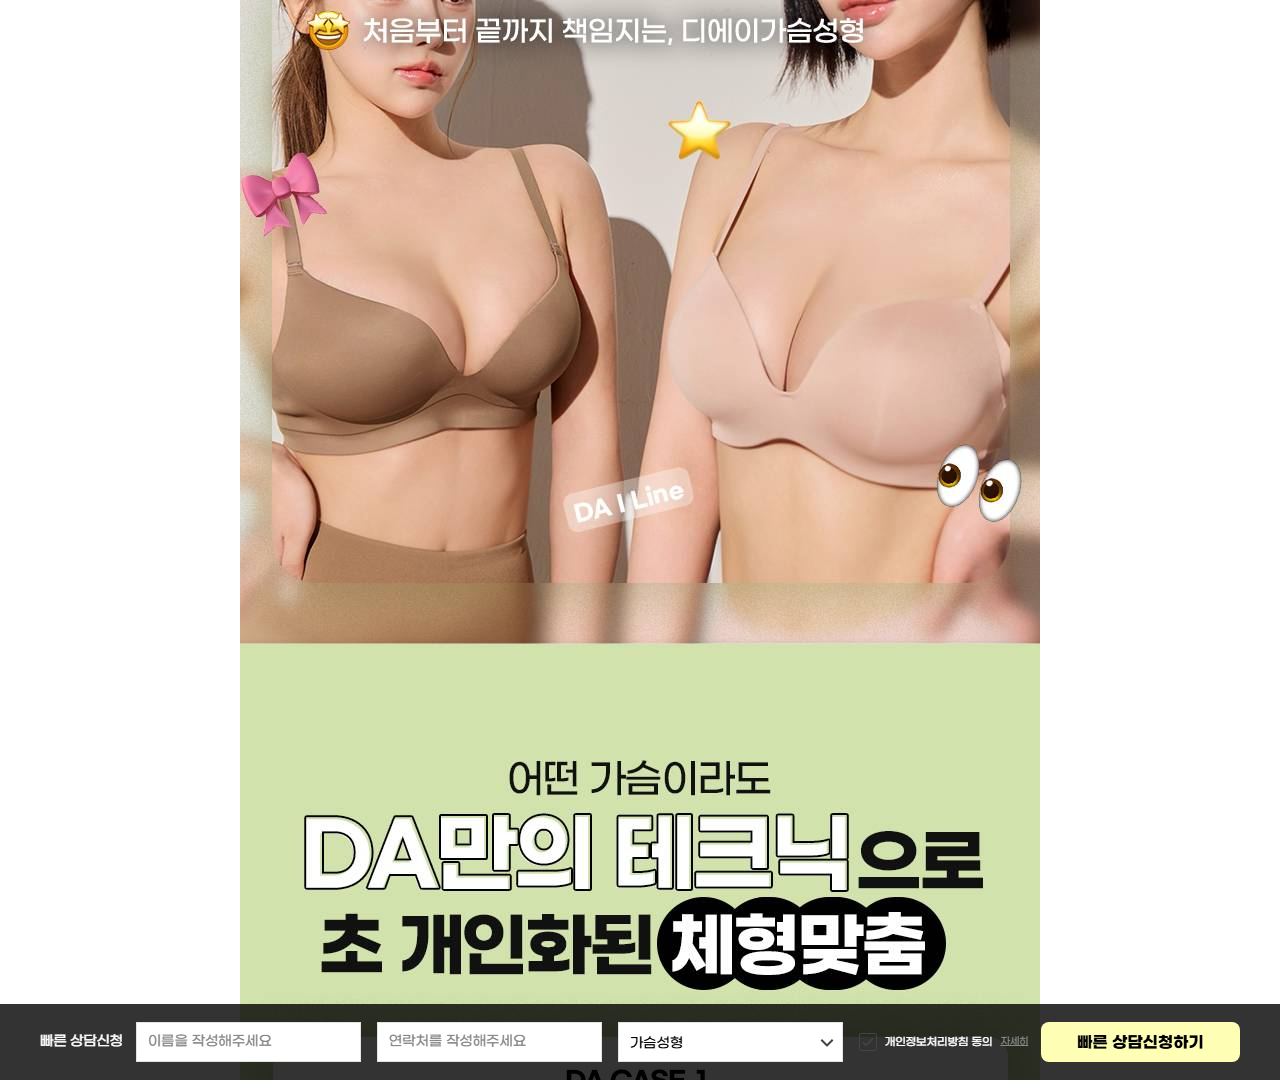 처음부터 끝까지 책임지는, 디에이가슴성형
DA I Line
어떤 가슴이라도
DA만의 테크닉으로
초 개인화된 체형맞춤
DA CASE 1
빠른 상담신청
이름을 작성해주세요
연락처를 작성해주세요
가슴성형
개인정보처리방침 동의
자세히
빠른 상담신청하기